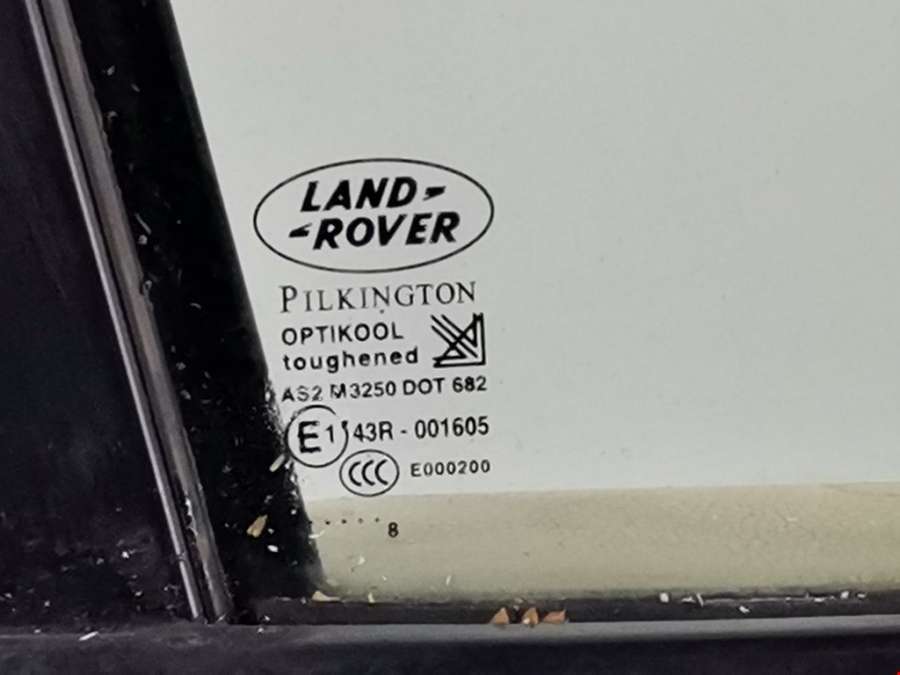 LAND-
-ROVER
PILKINGTON
OPTIKOOL
toughened
AS2 M3250 DOT 682
E1 43R - 001605
CCC E000200
.... 8